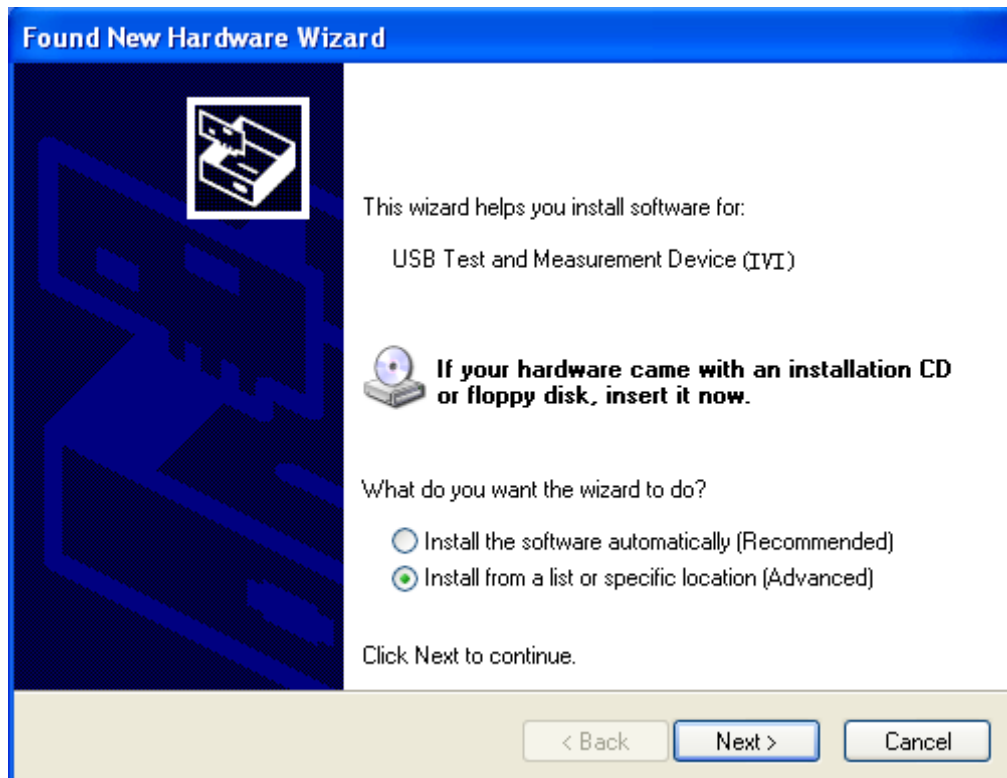 Found New Hardware Wizard
This wizard helps you install software for:
USB Test and Measurement Device (IVI)
If your hardware came with an installation CD
or floppy disk, insert it now.
What do you want the wizard to do?
Install the software automatically (Recommended)
Install from a list or specific location (Advanced)
Click Next to continue.
< Back Next > Cancel